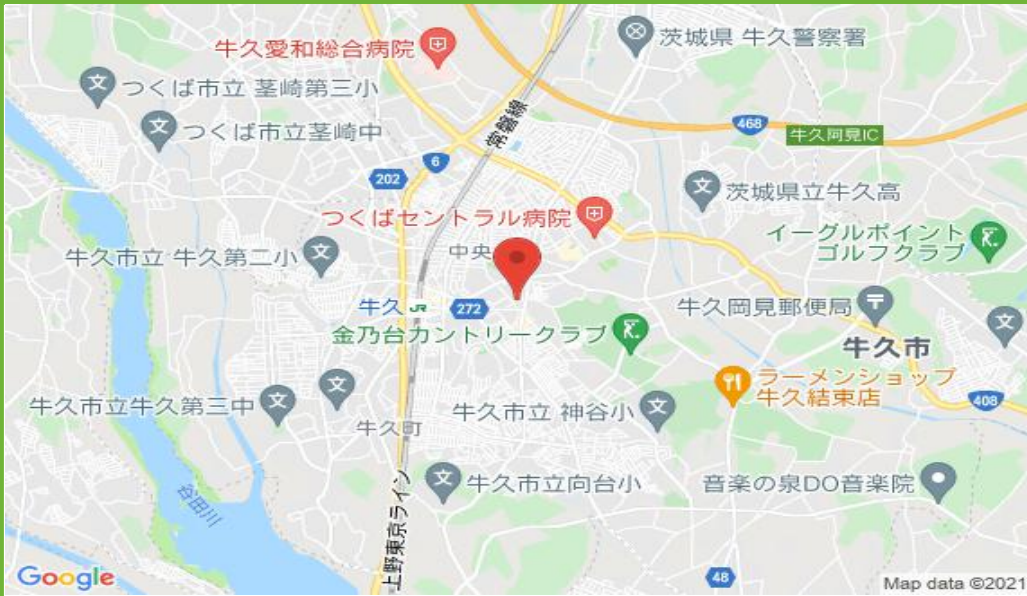 牛久愛和総合病院
茨城県 牛久警察署
つくば市立 茎崎第三小
つくば市立茎崎中
常磐線
468
牛久阿見IC
6
202
茨城県立牛久高
つくばセントラル病院
イーグルポイント
ゴルフクラブ
中央
牛久市立 牛久第二小
牛久 JR
272
牛久岡見郵便局
金乃台カントリークラブ
牛久市
ラーメンショップ
牛久結束店
408
牛久市立牛久第三中
牛久市立 神谷小
牛久町
牛久市立向台小
音楽の泉DO音楽院
谷田川
上野東京ライン
48
Google
Map data ©2021